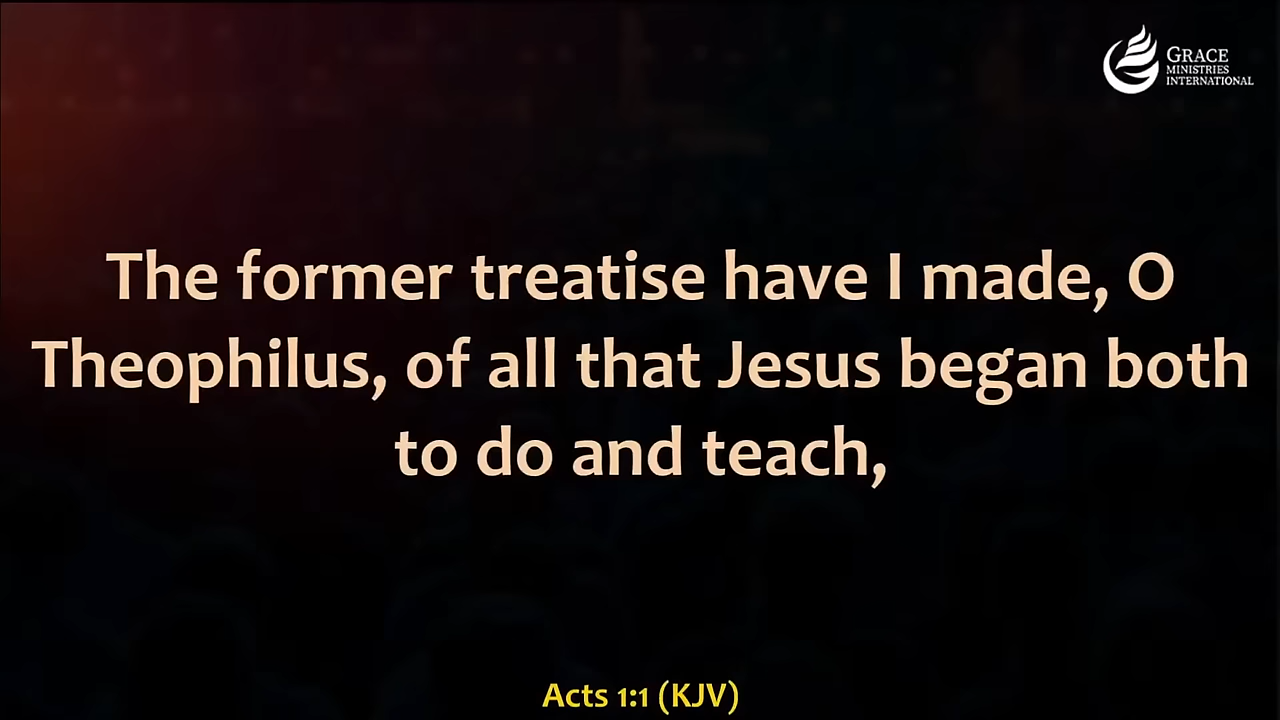 GRACE
MINISTRIES
INTERNATIONAL
The former treatise have I made, O
Theophilus, of all that Jesus began both
to do and teach,
Acts 1:1 (KJV)